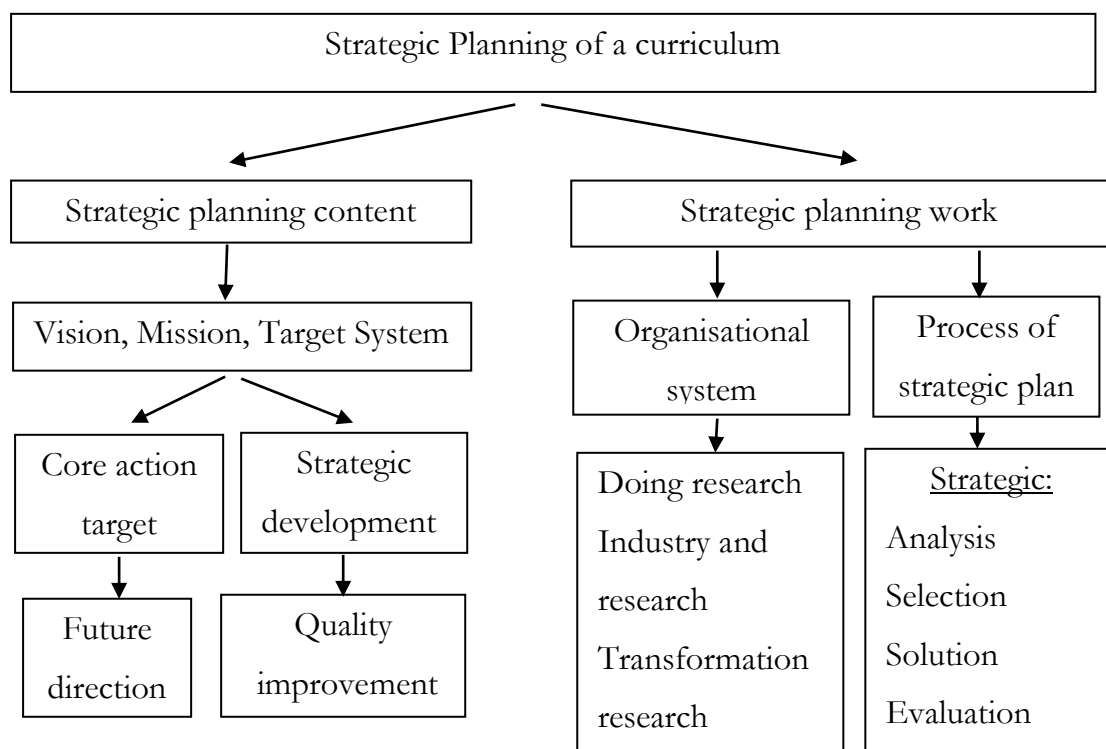 Strategic Planning of a curriculum
Strategic planning content
Strategic planning work
Vision, Mission, Target System
Organisational
system
Process of
strategic plan
Core action
target
Strategic
development
Doing research
Industry and
research
Transformation
research
Strategic:
Analysis
Selection
Solution
Evaluation
Future
direction
Quality
improvement